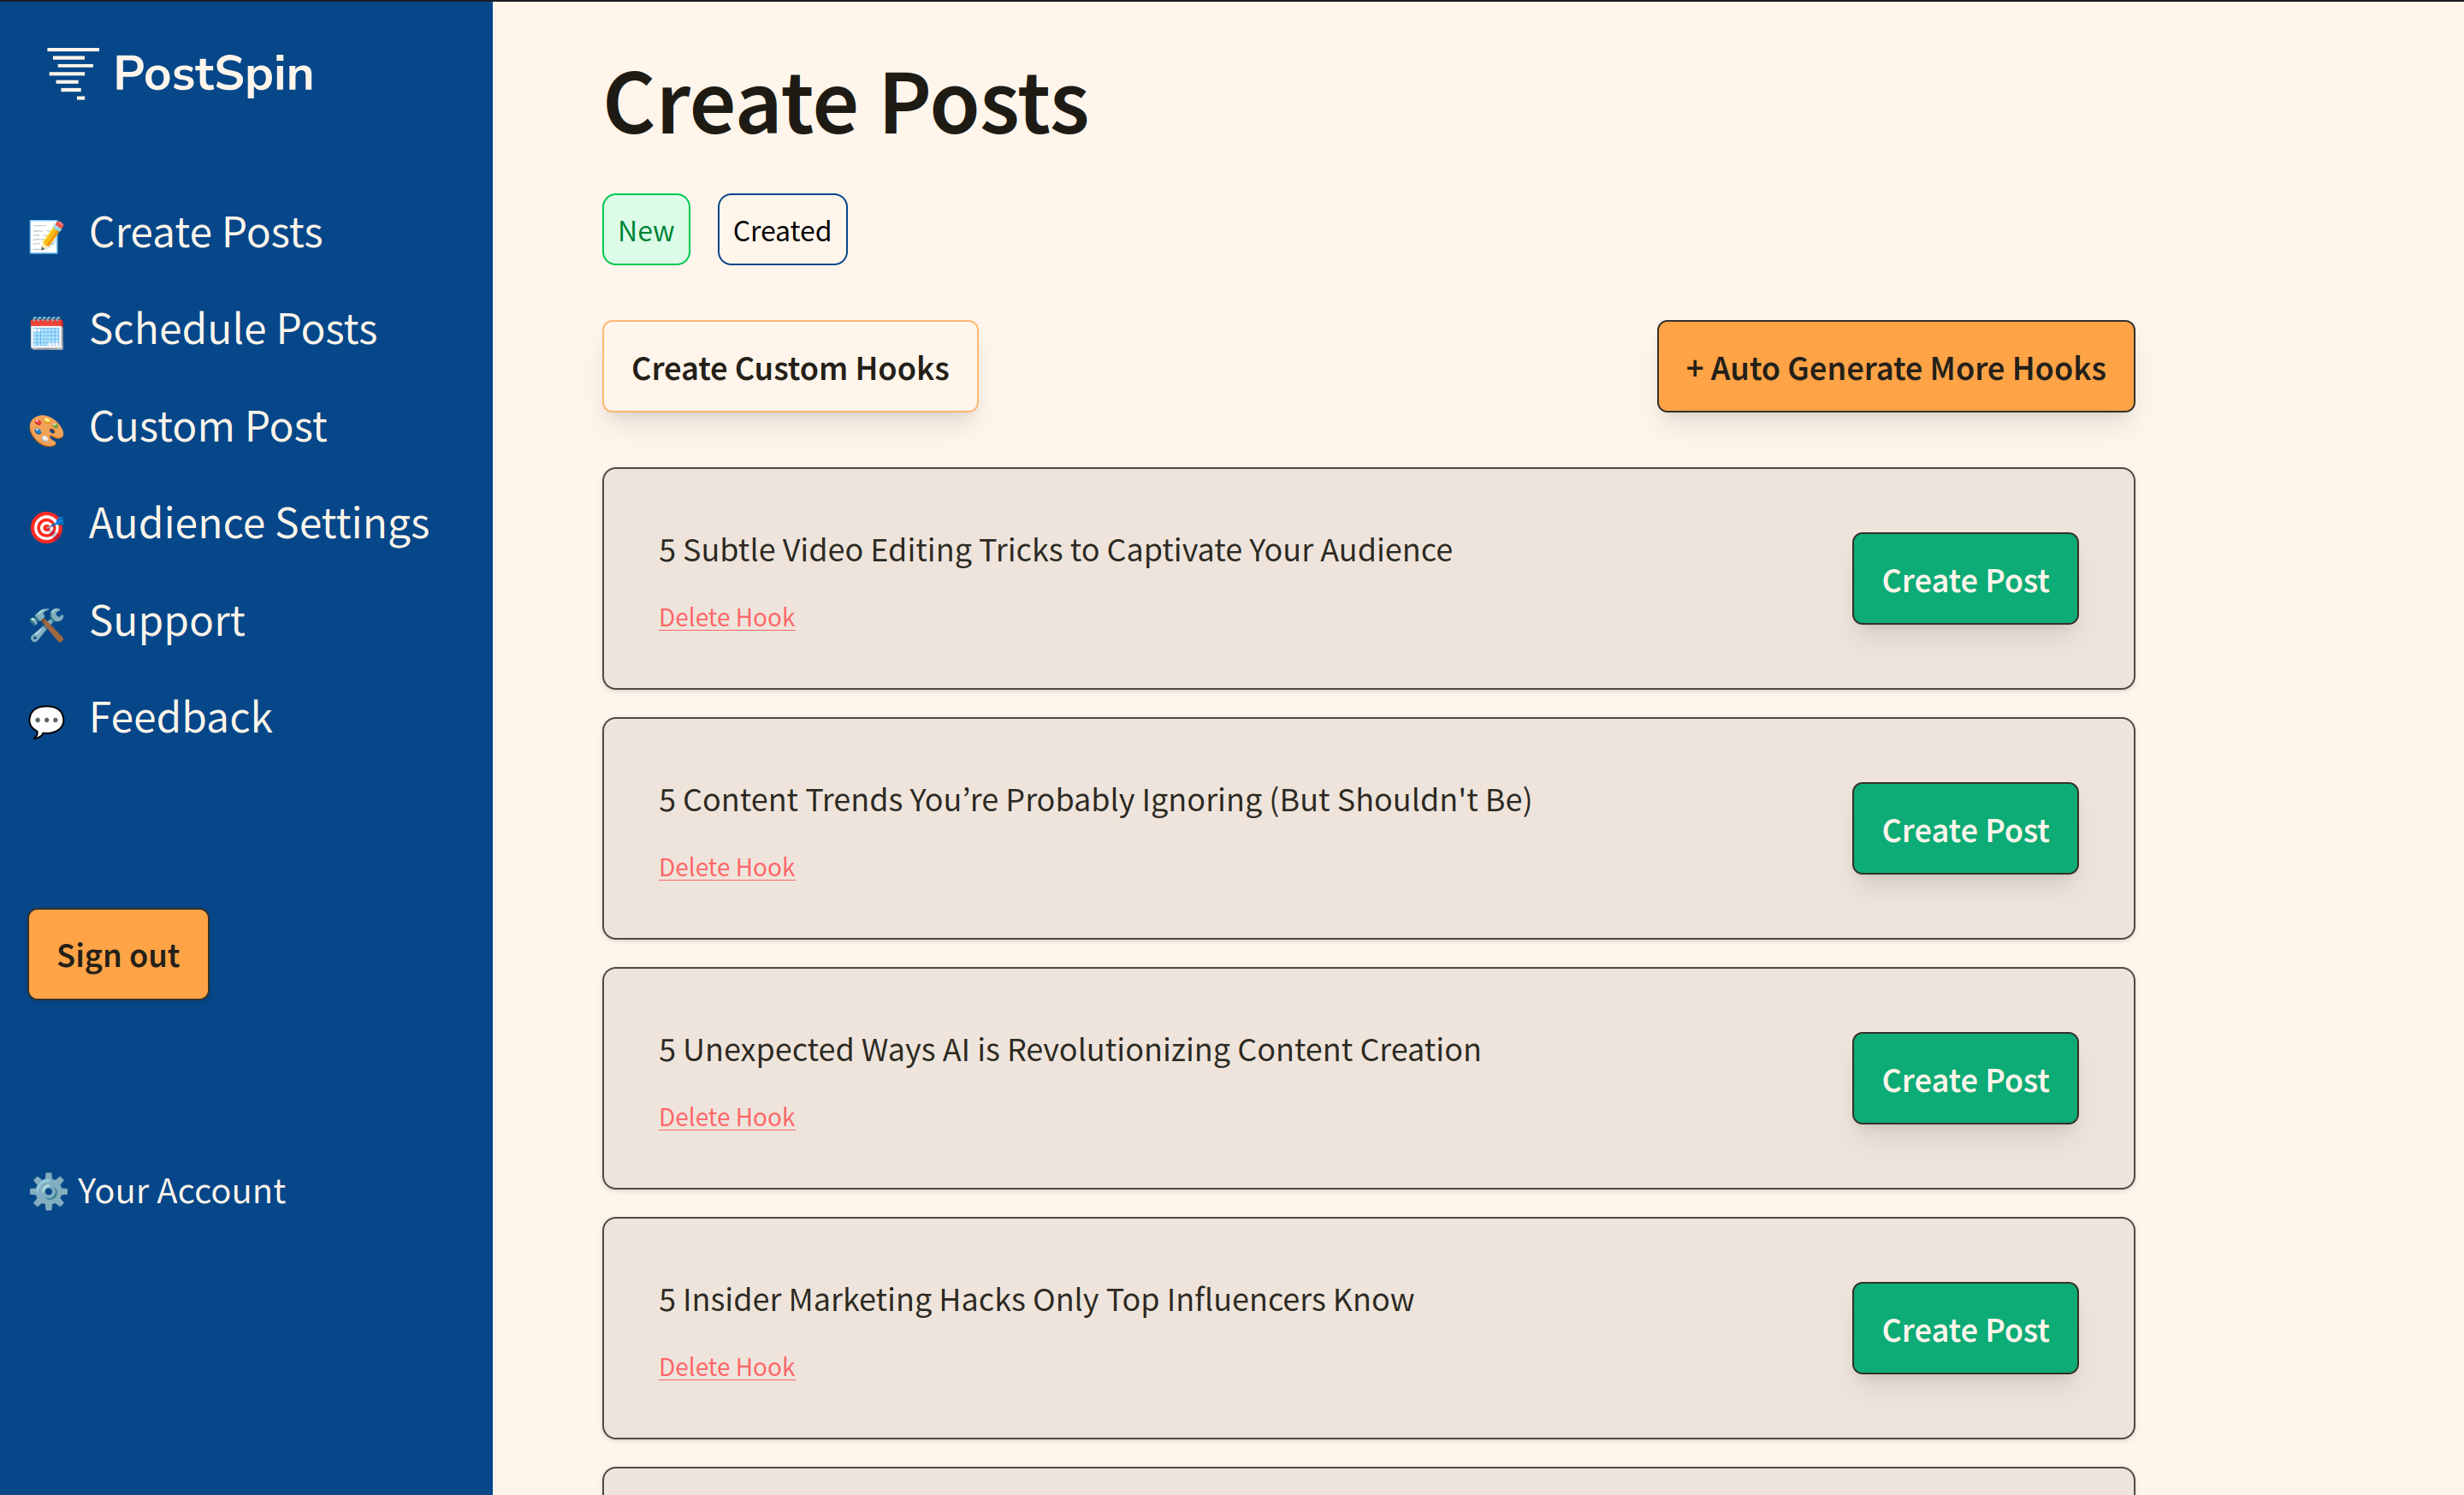 PostSpin
Create Posts
Schedule Posts
Custom Post
Audience Settings
Support
Feedback
Sign out
Your Account
Create Posts
New
Created
Create Custom Hooks
+ Auto Generate More Hooks
5 Subtle Video Editing Tricks to Captivate Your Audience
Delete Hook
Create Post
5 Content Trends You’re Probably Ignoring (But Shouldn't Be)
Delete Hook
Create Post
5 Unexpected Ways AI is Revolutionizing Content Creation
Delete Hook
Create Post
5 Insider Marketing Hacks Only Top Influencers Know
Delete Hook
Create Post